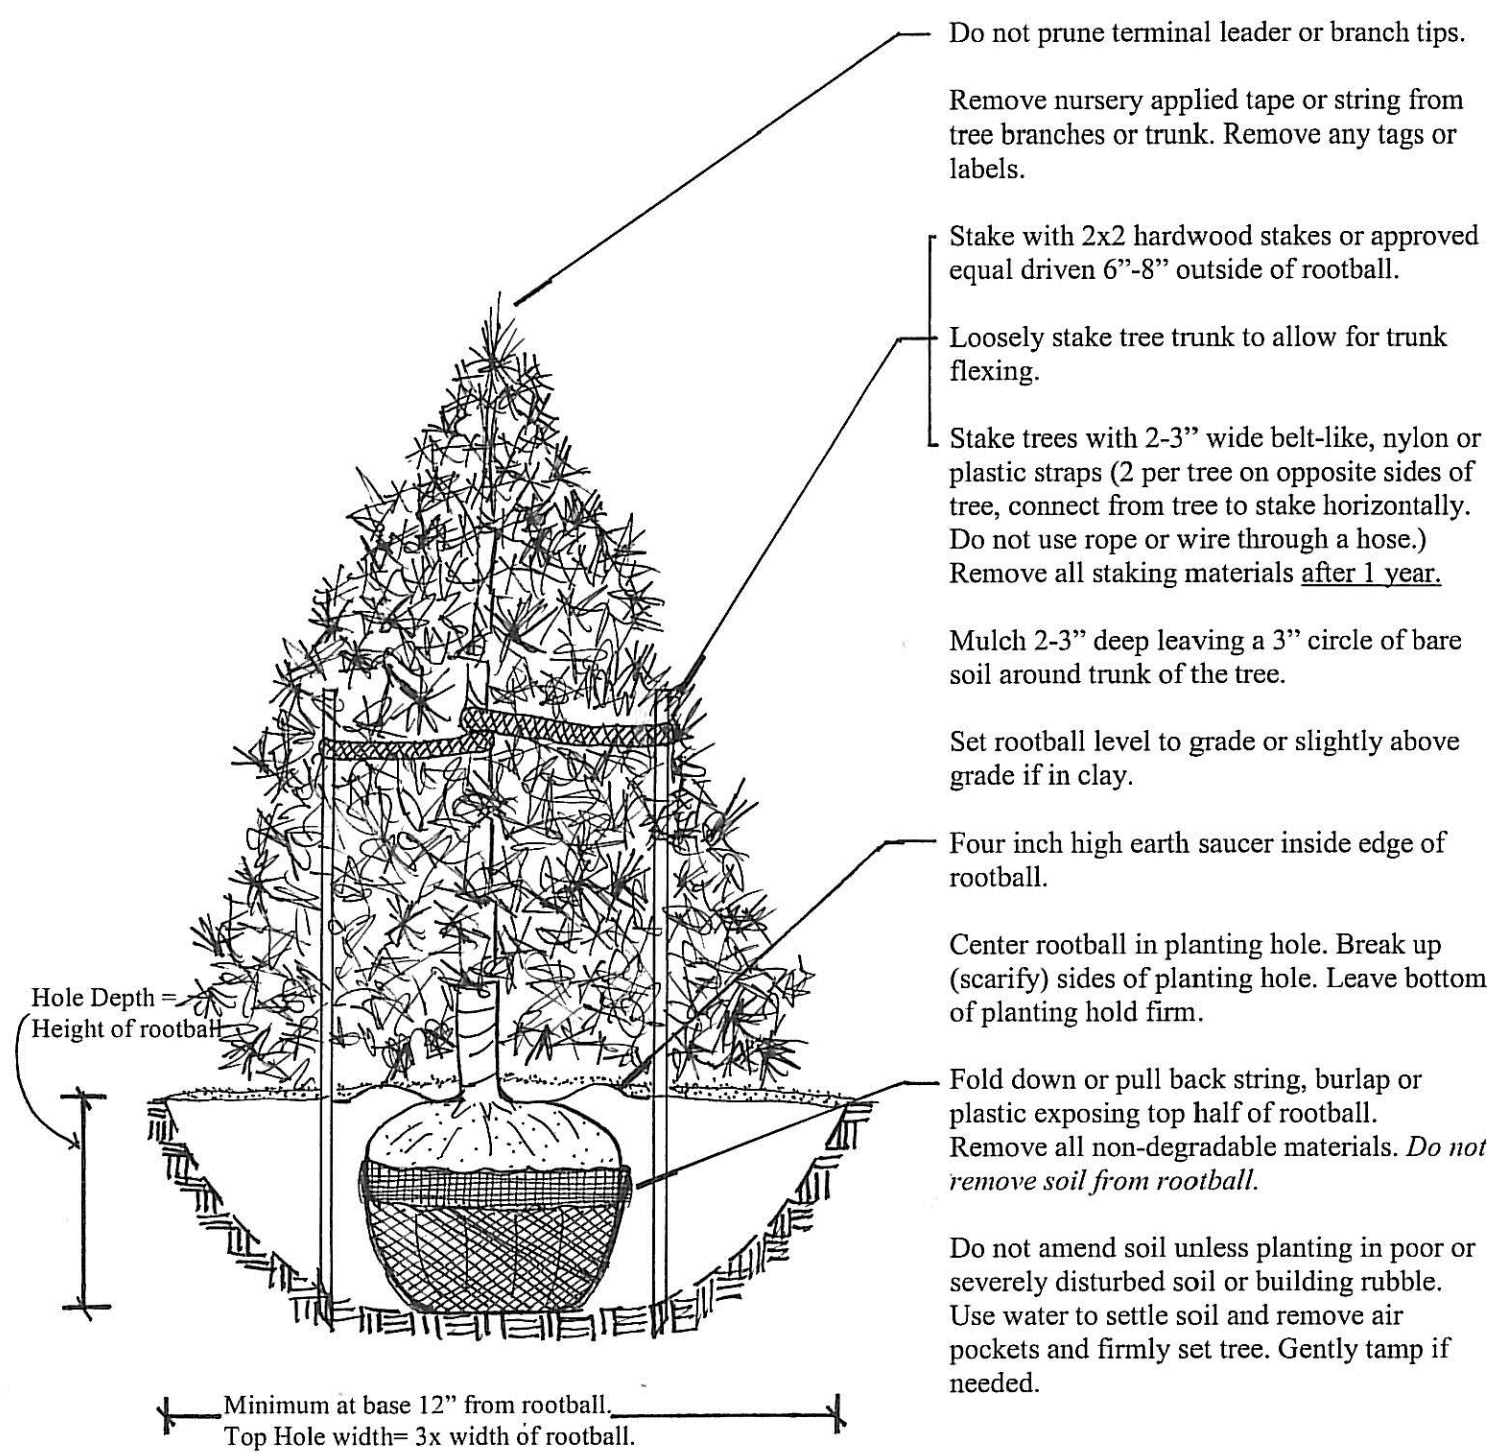 Do not prune terminal leader or branch tips.
Remove nursery applied tape or string from
tree branches or trunk. Remove any tags or
labels.
Stake with 2x2 hardwood stakes or approved
equal driven 6”-8” outside of rootball.
Loosely stake tree trunk to allow for trunk
flexing.
Stake trees with 2-3” wide belt-like, nylon or
plastic straps (2 per tree on opposite sides of
tree, connect from tree to stake horizontally.
Do not use rope or wire through a hose.)
Remove all staking materials after 1 year.
Mulch 2-3” deep leaving a 3” circle of bare
soil around trunk of the tree.
Set rootball level to grade or slightly above
grade if in clay.
Four inch high earth saucer inside edge of
rootball.
Center rootball in planting hole. Break up
(scarify) sides of planting hole. Leave bottom
of planting hold firm.
Fold down or pull back string, burlap or
plastic exposing top half of rootball.
Remove all non-degradable materials. Do not
remove soil from rootball.
Do not amend soil unless planting in poor or
severely disturbed soil or building rubble.
Use water to settle soil and remove air
pockets and firmly set tree. Gently tamp if
needed.
Hole Depth =
Height of rootball
Minimum at base 12” from rootball.
Top Hole width= 3x width of rootball.